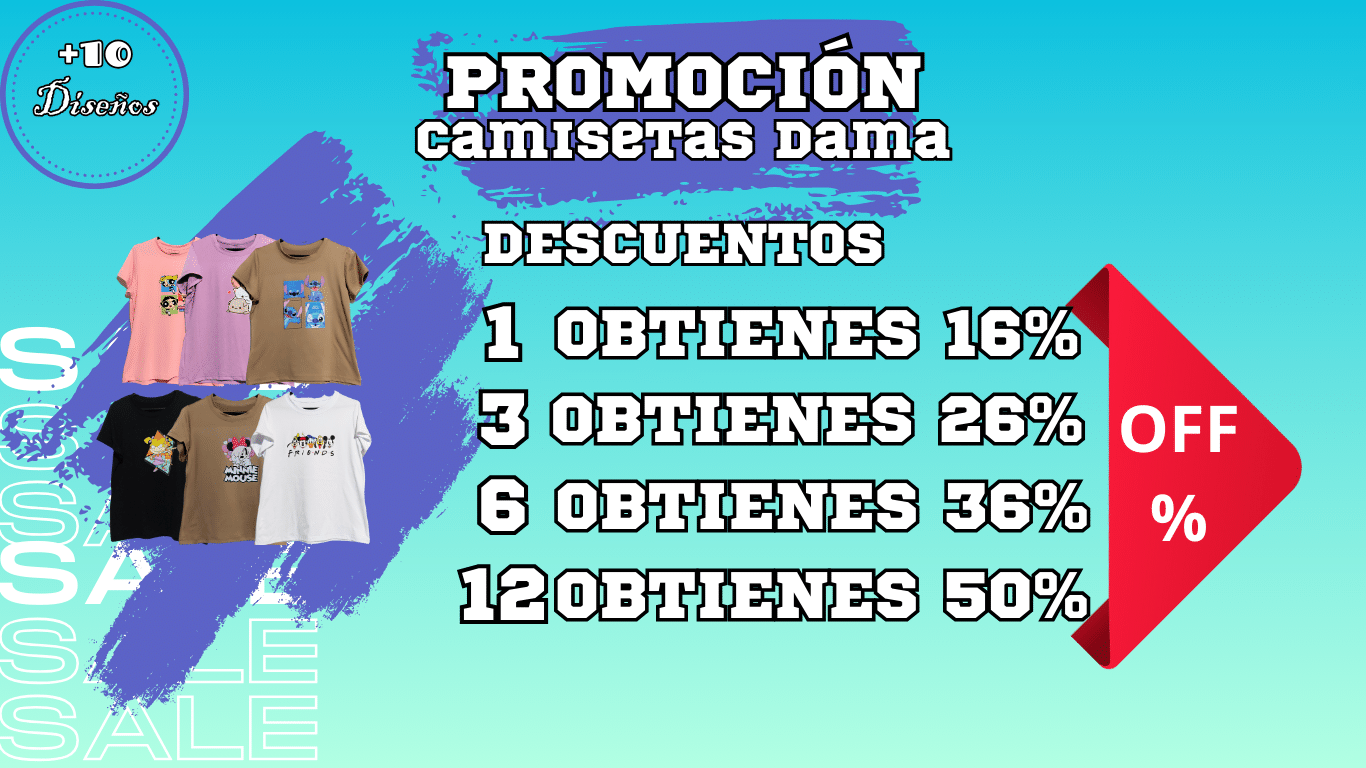 +10
Diseños
PROMOCIÓN
camisetas Dama
DESCUENTOS
1 OBTIENES 16%
3 OBTIENES 26%
6 OBTIENES 36%
12 OBTIENES 50%
OFF
%
MINNIE
MOUSE
FRIENDS
S
S
SA
SALE
SALE
SALE